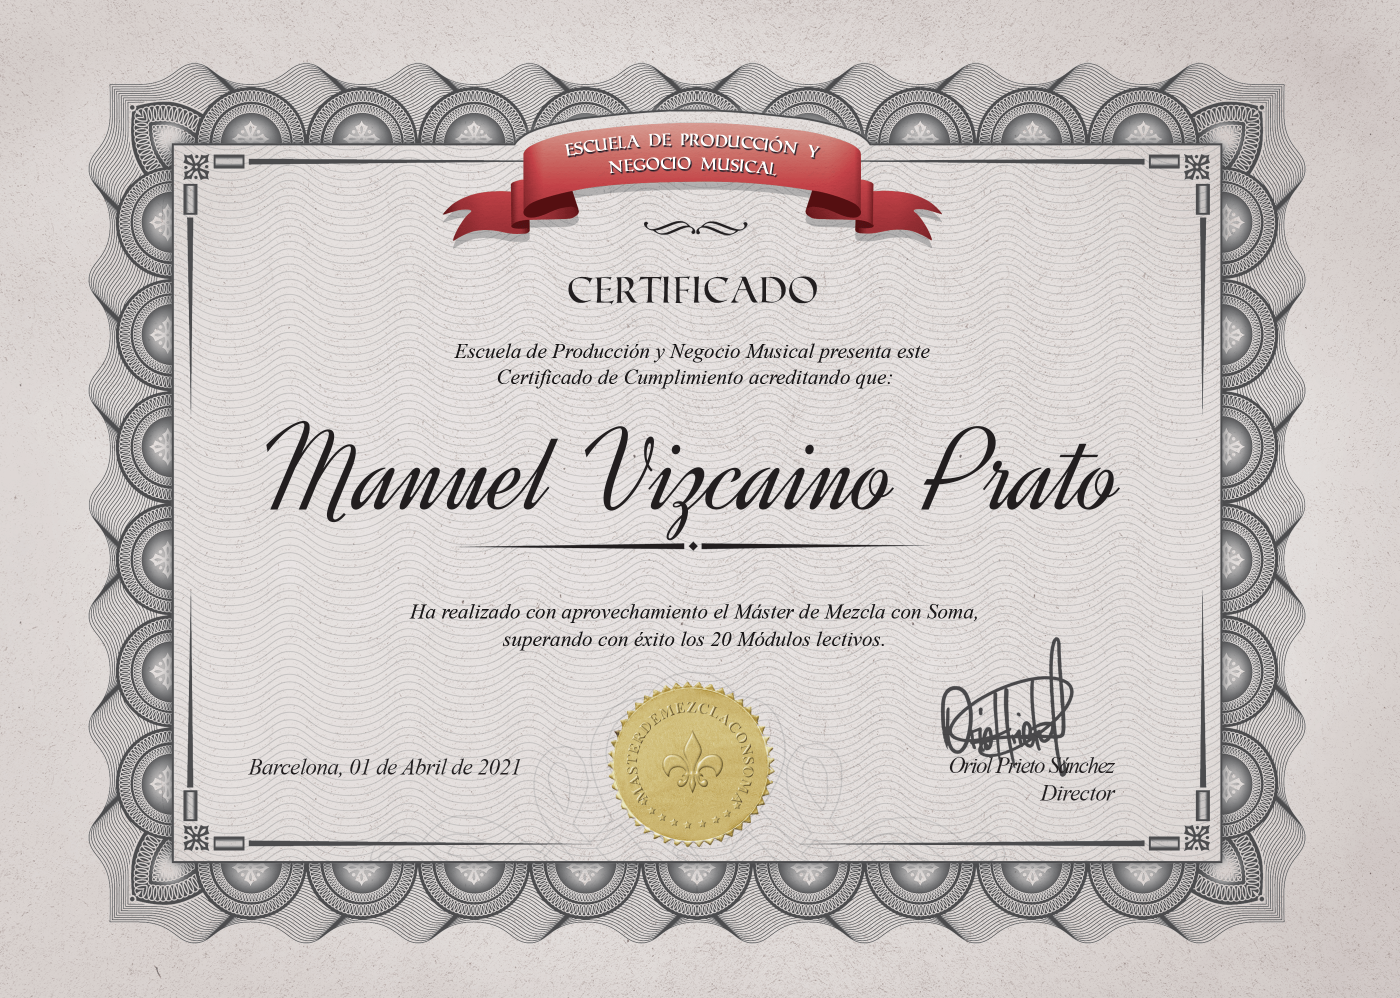 ESCUELA DE PRODUCCIÓN Y
NEGOCIO MUSICAL
CERTIFICADO
Escuela de Producción y Negocio Musical presenta este
Certificado de Cumplimiento acreditando que:
Manuel Vizcaino Prato
Ha realizado con aprovechamiento el Máster de Mezcla con Soma,
superando con éxito los 20 Módulos lectivos.
MASTERDEMEZCLACONSOMA
Barcelona, 01 de Abril de 2021
Oriol Prieto Sánchez
Director